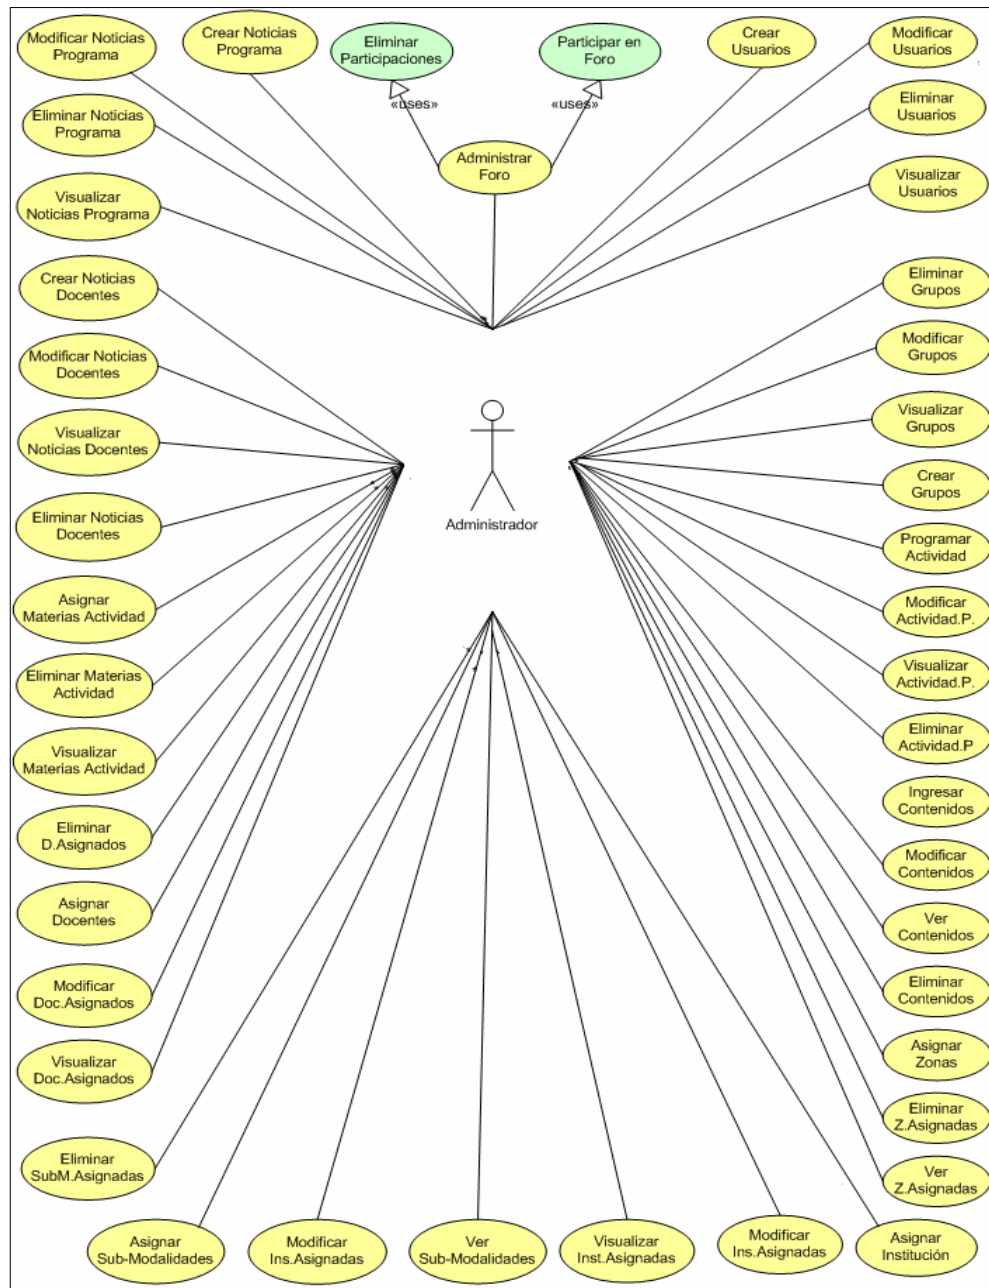 Modificar Noticias
Programa
Crear Noticias
Programa
Eliminar
Participaciones
Participar en
Foro
Crear
Usuarios
Modificar
Usuarios
«uses»
«uses»
Eliminar Noticias
Programa
Eliminar
Usuarios
Administrar
Foro
Visualizar
Noticias Programa
Visualizar
Usuarios
Crear Noticias
Docentes
Eliminar
Grupos
Modificar Noticias
Docentes
Modificar
Grupos
Visualizar
Noticias Docentes
Visualizar
Grupos
Administrador
Eliminar Noticias
Docentes
Crear
Grupos
Programar
Actividad
Asignar
Materias Actividad
Modificar
Actividad.P.
Eliminar Materias
Actividad
Visualizar
Actividad.P.
Visualizar
Materias Actividad
Eliminar
Actividad.P
Ingresar
Contenidos
Eliminar
D.Asignados
Modificar
Contenidos
Asignar
Docentes
Ver
Contenidos
Modificar
Doc.Asignados
Eliminar
Contenidos
Visualizar
Doc.Asignados
Asignar
Zonas
Eliminar
Z.Asignadas
Eliminar
SubM.Asignadas
Ver
Z.Asignadas
Asignar
Sub-Modalidades
Modificar
Ins.Asignadas
Ver
Sub-Modalidades
Visualizar
Inst.Asignadas
Modificar
Ins.Asignadas
Asignar
Institución